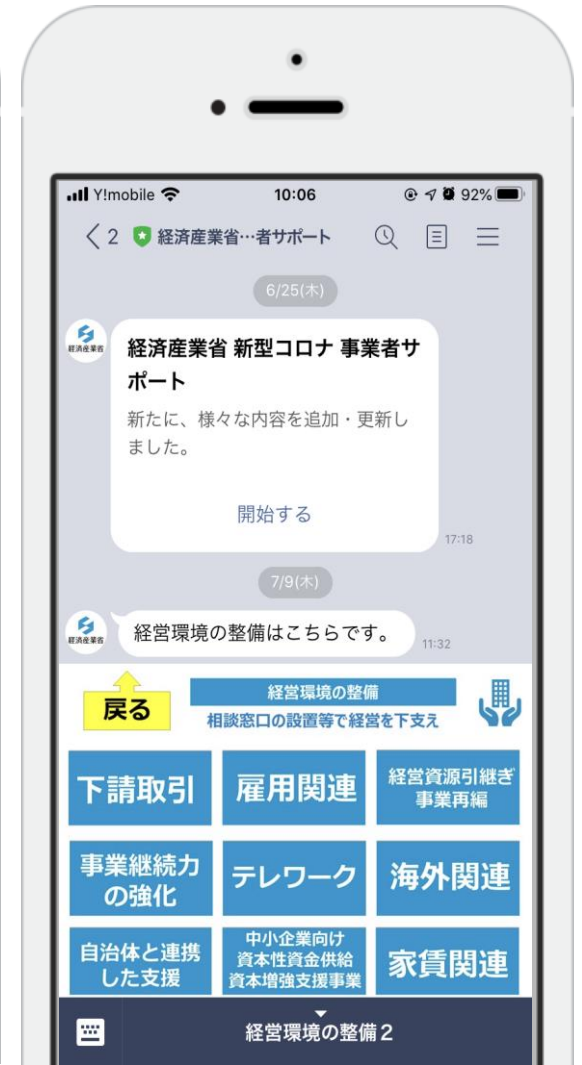 Y!mobile 10:06 92%
2 経済産業省…者サポート
6/25(木)
経済産業省
経済産業省 新型コロナ 事業者サ
ポート
新たに、様々な内容を追加・更新し
ました。
開始する
17:18
7/9(木)
経済産業省
経営環境の整備はこちらです。
11:32
戻る
経営環境の整備
相談窓口の設置等で経営を下支え
下請取引
雇用関連
経営資源引継ぎ
事業再編
事業継続力
の強化
テレワーク
海外関連
自治体と連携
した支援
中小企業向け
資本性資金供給
資本増強支援事業
家賃関連
経営環境の整備2